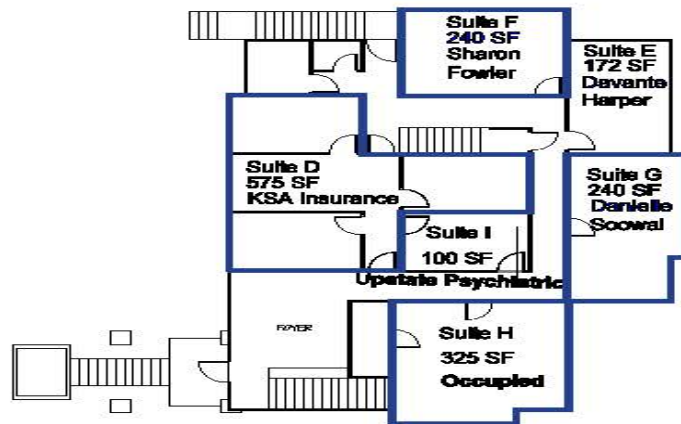 Suite F
240 SF
Sharon
Fowler
Suite E
172 SF
Davante
Harper
Suite D
575 SF
KSA Insurance
Suite G
240 SF
Danielle
Soowal
Suite I
100 SF
Upstate Psychiatric
FOYER
Suite H
325 SF
Occupied